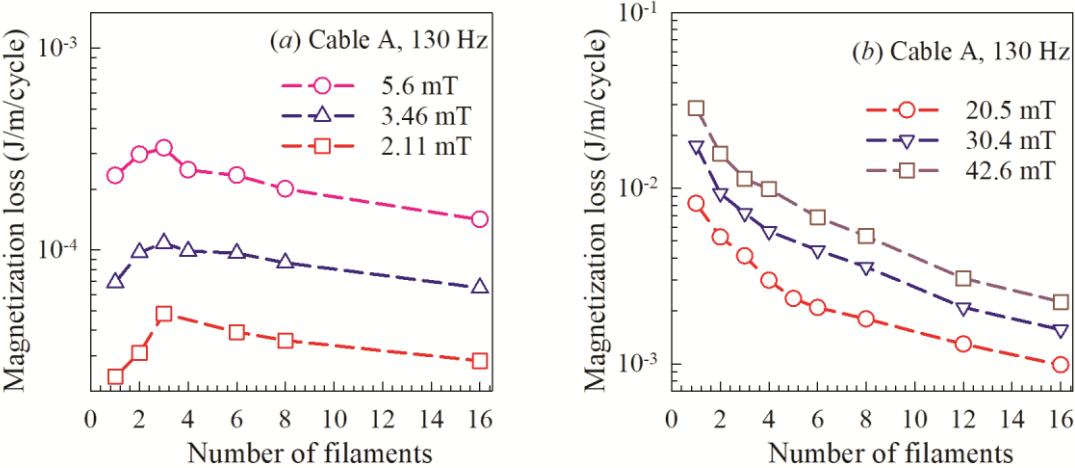 (a) Cable A, 130 Hz
5.6 mT
3.46 mT
2.11 mT
10⁻³
10⁻⁴
Magnetization loss (J/m/cycle)
0 2 4 6 8 10 12 14 16
Number of filaments
(b) Cable A, 130 Hz
20.5 mT
30.4 mT
42.6 mT
10⁻¹
10⁻²
10⁻³
Magnetization loss (J/m/cycle)
0 2 4 6 8 10 12 14 16
Number of filaments